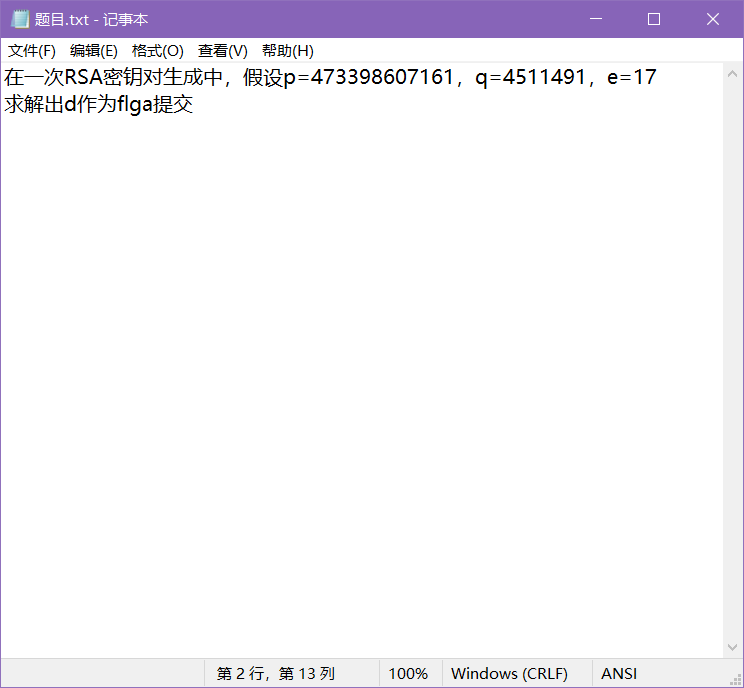 题目.txt - 记事本
文件(F) 编辑(E) 格式(O) 查看(V) 帮助(H)
在一次RSA密钥对生成中，假设p=473398607161，q=4511491，e=17
求解出d作为flga提交
第 2 行，第 13 列 100% Windows (CRLF) ANSI